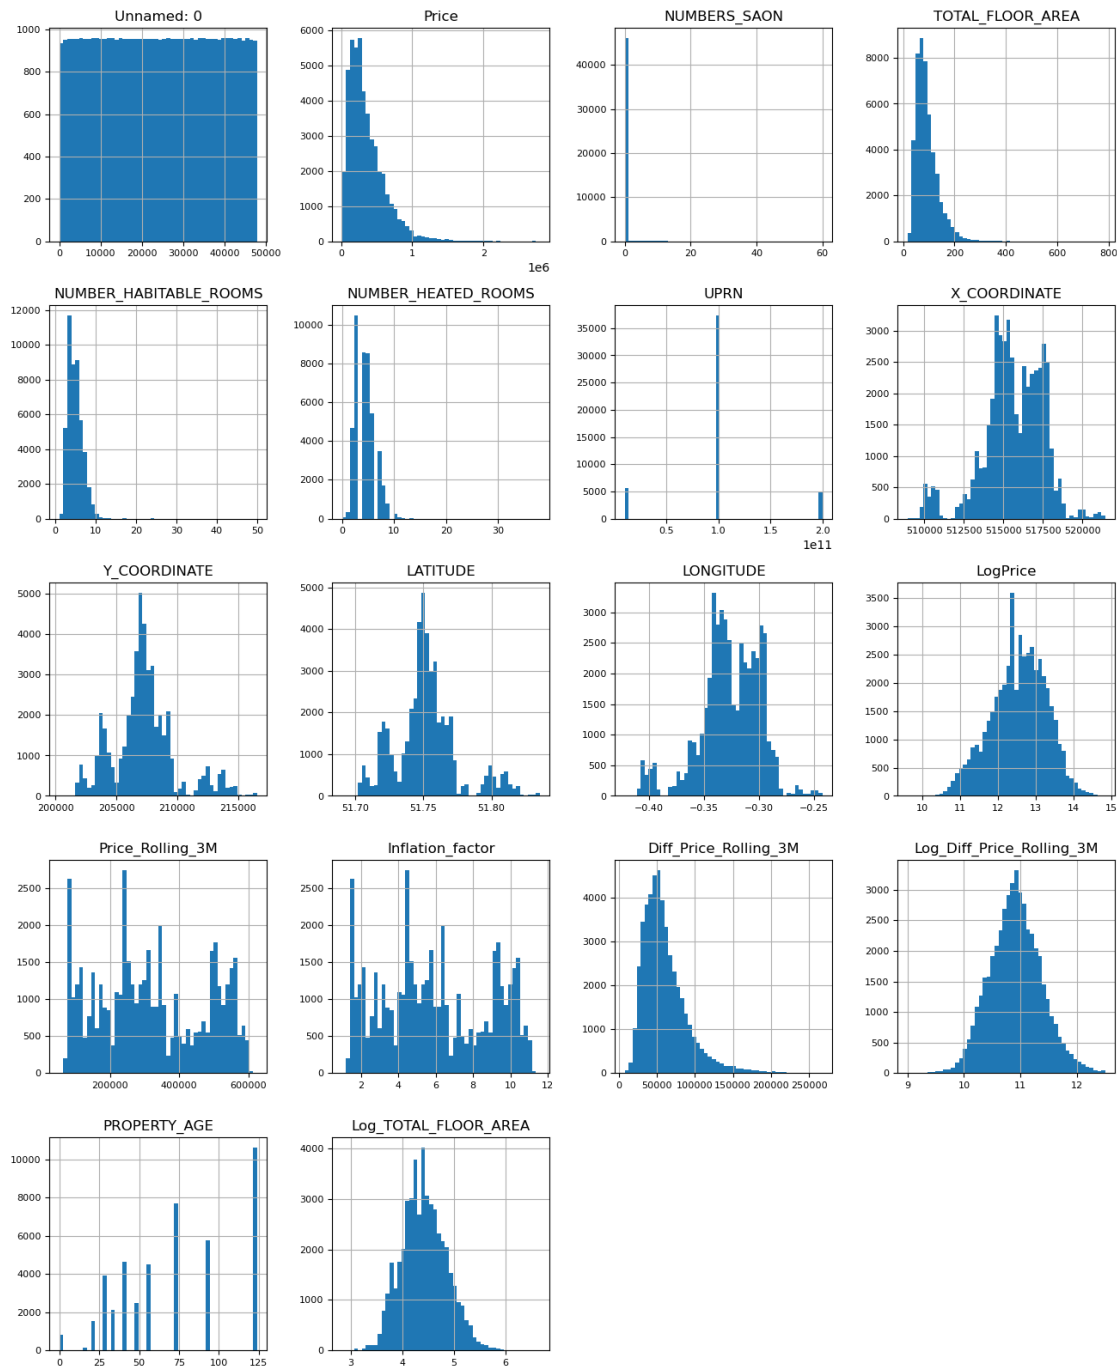 Unnamed: 0
Price
NUMBERS_SAON
TOTAL_FLOOR_AREA
1000
800
600
400
200
0
0 10000 20000 30000 40000 50000
6000
5000
4000
3000
2000
1000
0
0 1 2
1e6
40000
30000
20000
10000
0
0 20 40 60
8000
6000
4000
2000
0
0 200 400 600 800
NUMBER_HABITABLE_ROOMS
NUMBER_HEATED_ROOMS
UPRN
X_COORDINATE
12000
10000
8000
6000
4000
2000
0
0 10 20 30 40 50
10000
8000
6000
4000
2000
0
0 10 20 30
35000
30000
25000
20000
15000
10000
5000
0
0.5 1.0 1.5 2.0
1e11
3000
2500
2000
1500
1000
500
0
510000 512500 515000 517500 520000
Y_COORDINATE
LATITUDE
LONGITUDE
LogPrice
5000
4000
3000
2000
1000
0
200000 205000 210000 215000
5000
4000
3000
2000
1000
0
51.70 51.75 51.80
3000
2500
2000
1500
1000
500
0
−0.40 −0.35 −0.30 −0.25
3500
3000
2500
2000
1500
1000
500
0
10 11 12 13 14 15
Price_Rolling_3M
Inflation_factor
Diff_Price_Rolling_3M
Log_Diff_Price_Rolling_3M
2500
2000
1500
1000
500
0
200000 400000 600000
2500
2000
1500
1000
500
0
2 4 6 8 10 12
4000
3000
2000
1000
0
0 50000 100000 150000 200000 250000
3000
2500
2000
1500
1000
500
0
9 10 11 12
PROPERTY_AGE
Log_TOTAL_FLOOR_AREA
10000
8000
6000
4000
2000
0
0 25 50 75 100 125
4000
3000
2000
1000
0
3 4 5 6